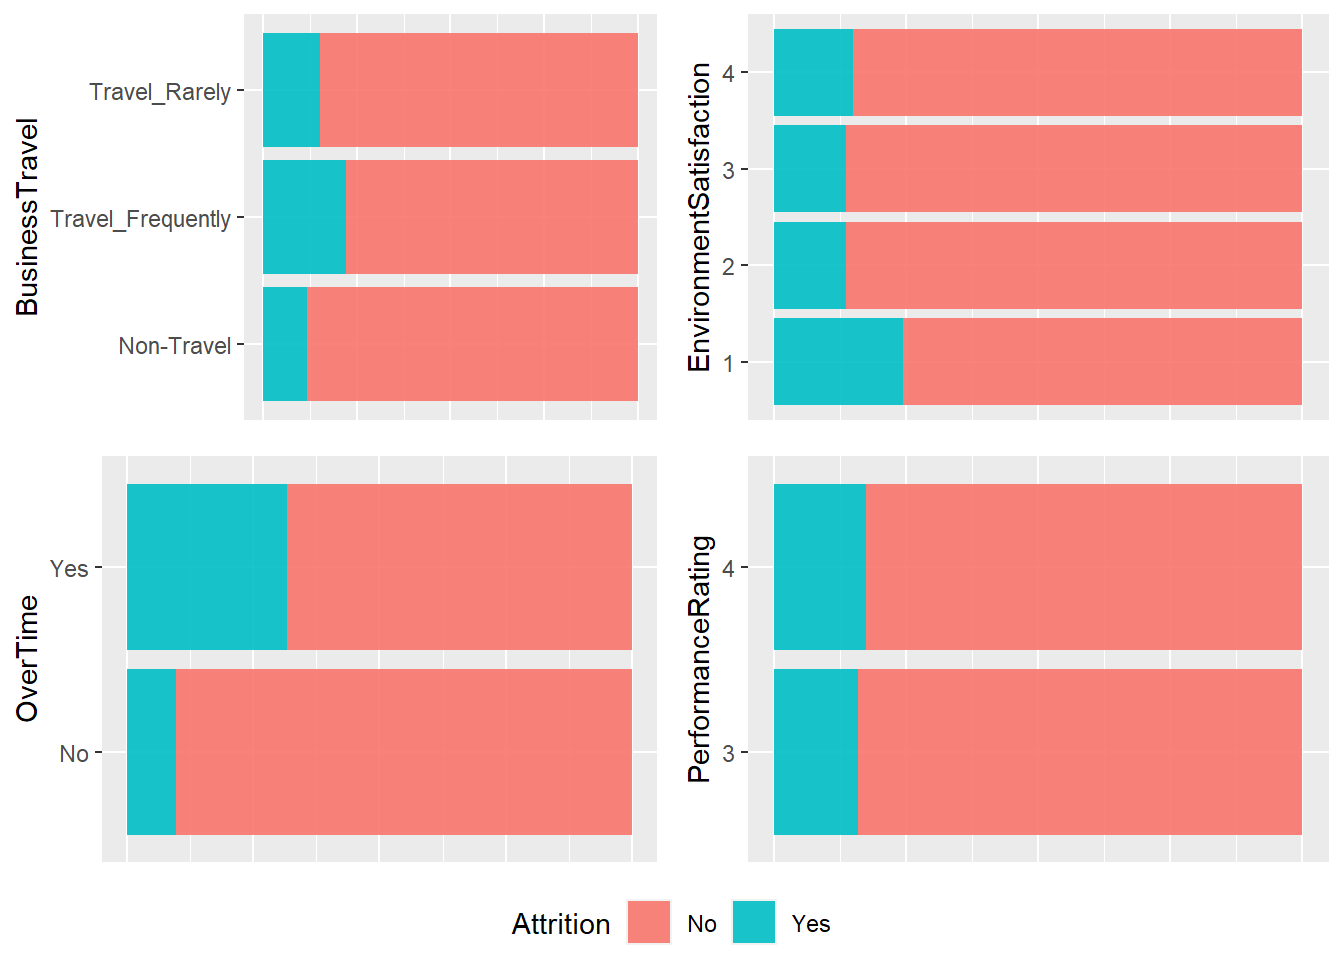 BusinessTravel
Travel_Rarely
Travel_Frequently
Non-Travel
EnvironmentSatisfaction
4
3
2
1
OverTime
Yes
No
PerformanceRating
4
3
Attrition No Yes